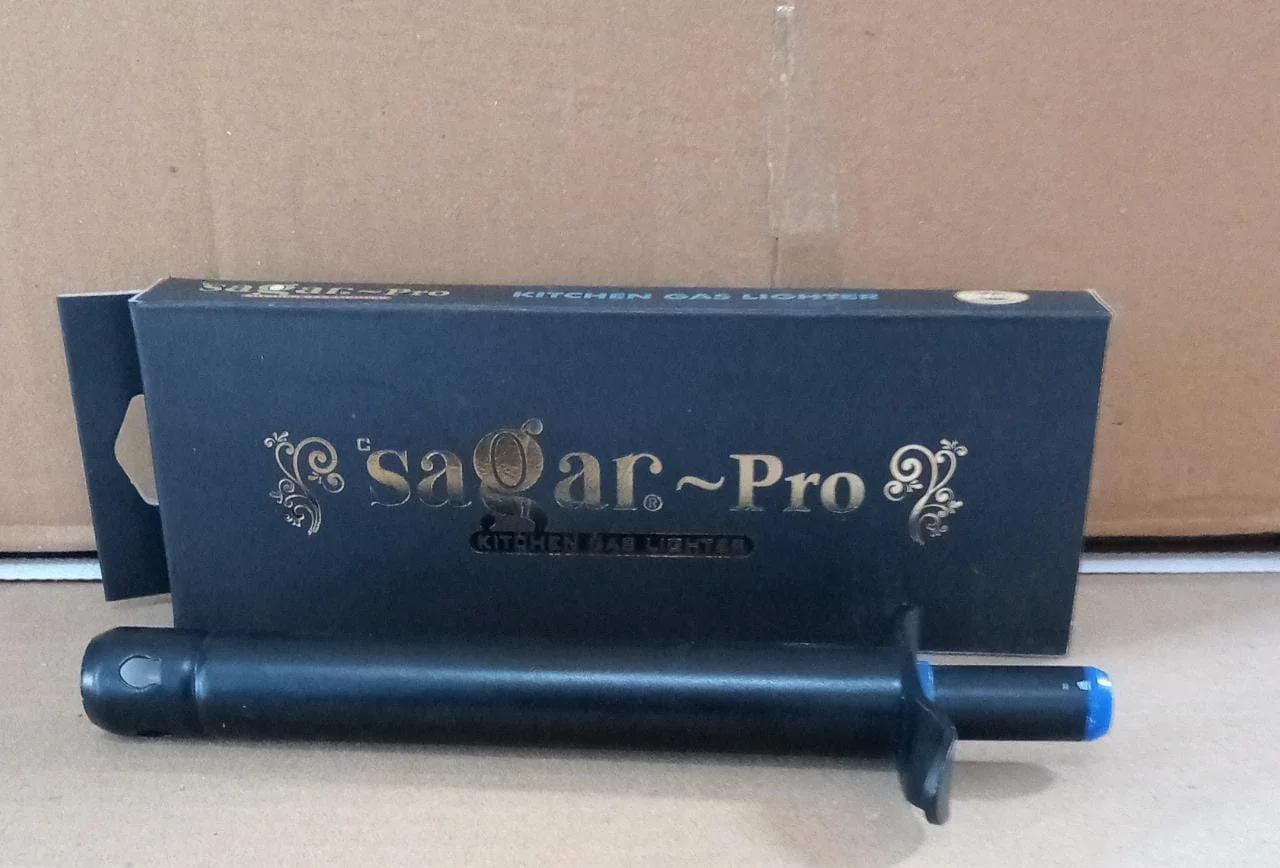 sagar~Pro
KITCHEN GAS LIGHTER
C sagar® ~Pro
KITCHEN GAS LIGHTER